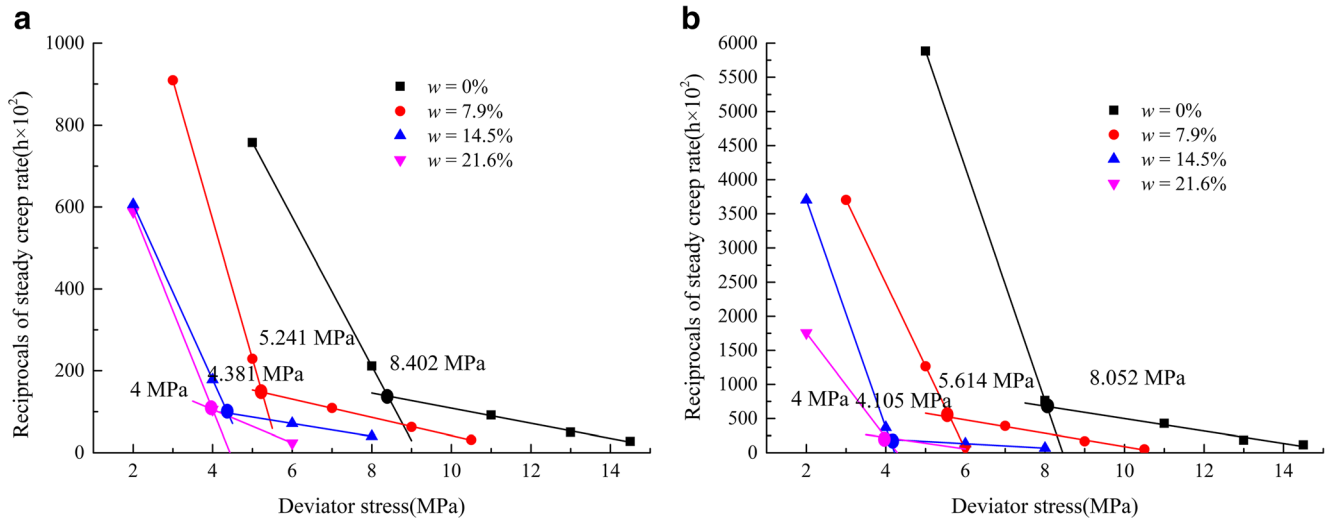 a
Reciprocals of steady creep rate(h×10²)
1000
800
600
400
200
0
w = 0%
w = 7.9%
w = 14.5%
w = 21.6%
5.241 MPa
8.402 MPa
4.381 MPa
4 MPa
2 4 6 8 10 12 14
Deviator stress(MPa)
b
Reciprocals of steady creep rate(h×10²)
6000
5500
5000
4500
4000
3500
3000
2500
2000
1500
1000
500
0
w = 0%
w = 7.9%
w = 14.5%
w = 21.6%
8.052 MPa
5.614 MPa
4 MPa
4.105 MPa
2 4 6 8 10 12 14
Deviator stress(MPa)